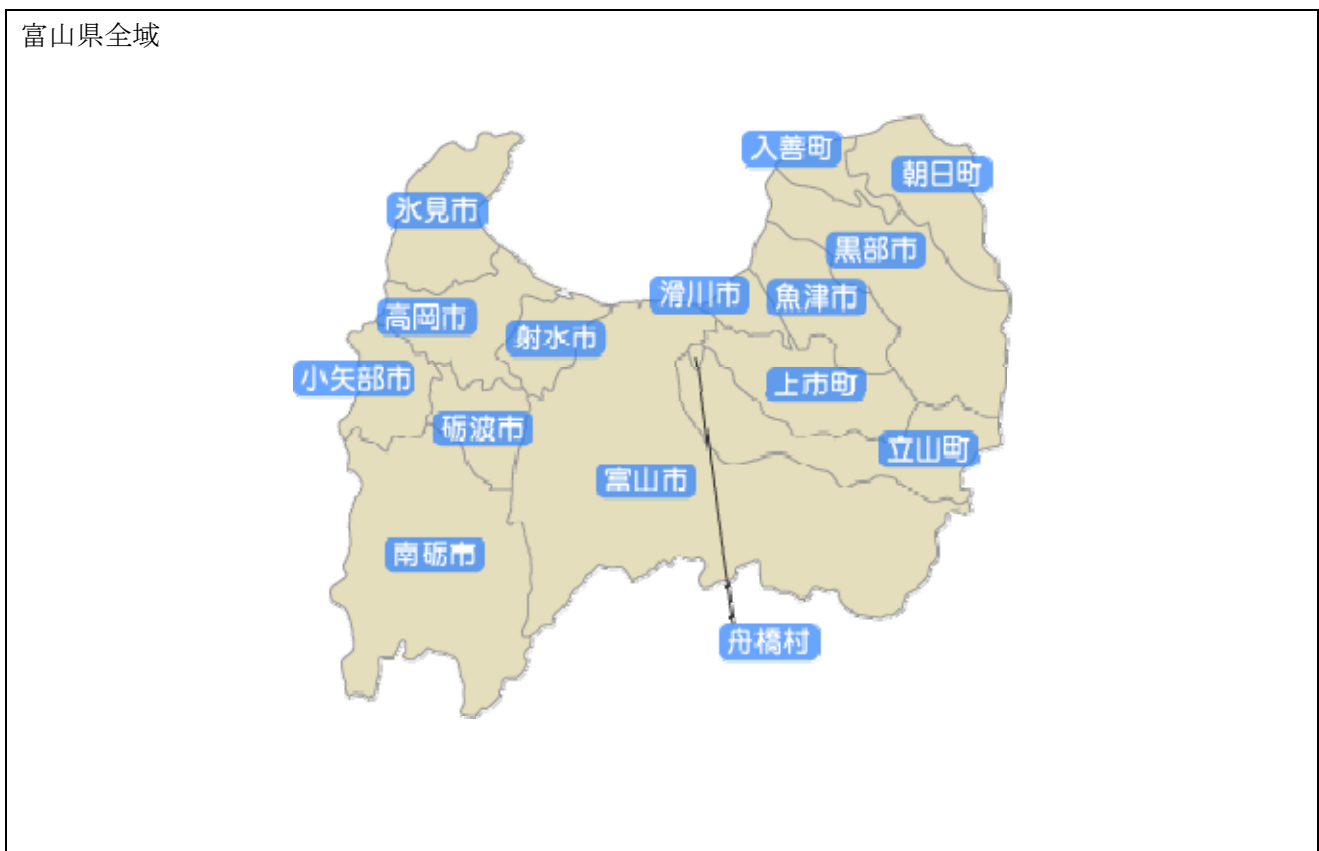 富山県全域
入善町
朝日町
氷見市
黒部市
滑川市
魚津市
高岡市
射水市
小矢部市
上市町
砺波市
立山町
富山市
南砺市
舟橋村